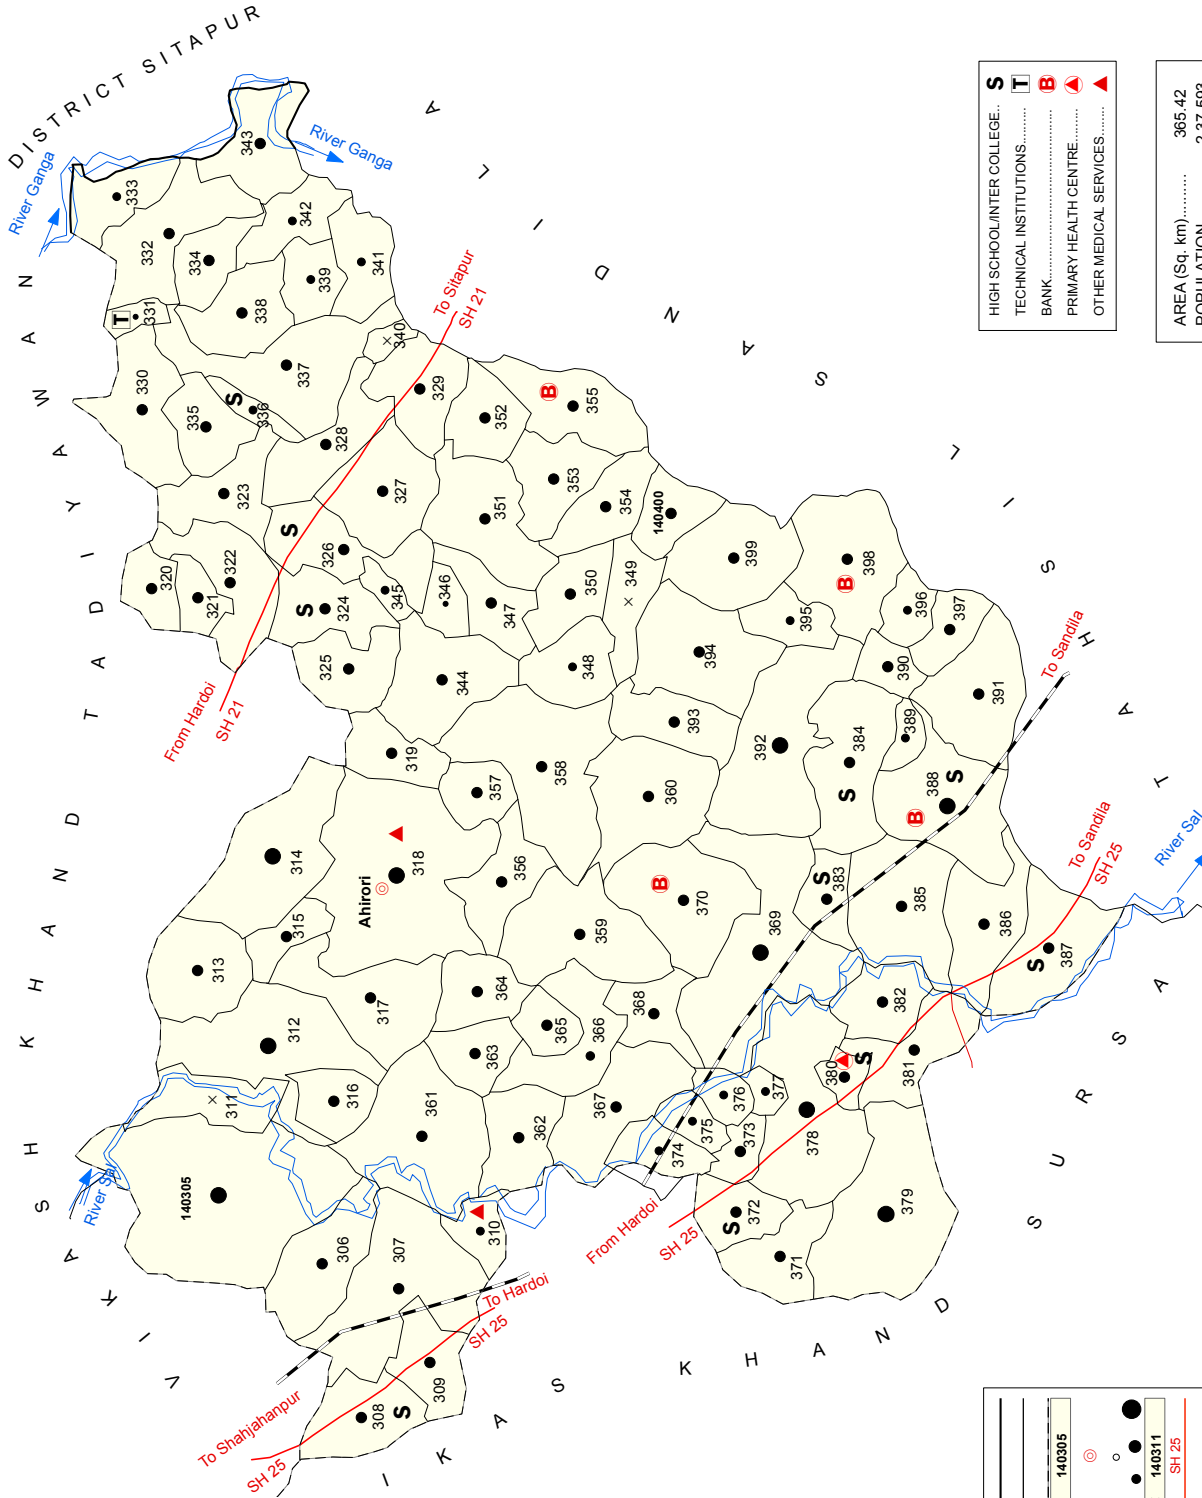 DISTRICT SITAPUR
River Ganga
River Ganga
VIKAS KHAND TADIYAWAN
VIKAS KHAND SURSA
SHAHABAD
HIGH SCHOOL/INTER COLLEGE.. S
TECHNICAL INSTITUTIONS......... T
BANK............................................ B
PRIMARY HEALTH CENTRE.......
OTHER MEDICAL SERVICES.......
AREA (Sq. km)............ 365.42
To Sitapur
SH 21
From Hardoi
SH 21
To Sandila
To Sandila
SH 25
River Sai
River Sai
From Hardoi
SH 25
To Hardoi
SH 25
To Shahjahanpur
SH 25
Ahirori
140305
306
307
308
309
310
311
312
313
314
315
316
317
318
319
320
321
322
323
324
325
326
327
328
329
330
331
332
333
334
335
336
337
338
339
340
341
342
343
344
345
346
347
348
349
350
351
352
353
354
355
356
357
358
359
360
361
362
363
364
365
366
367
368
369
370
371
372
373
374
375
376
377
378
379
380
381
382
383
384
385
386
387
388
389
390
391
392
393
394
395
396
397
398
399
140400
T
S
S
S
S
S
S
S
S
S
S
B
B
B
B
140305
140311
SH 25